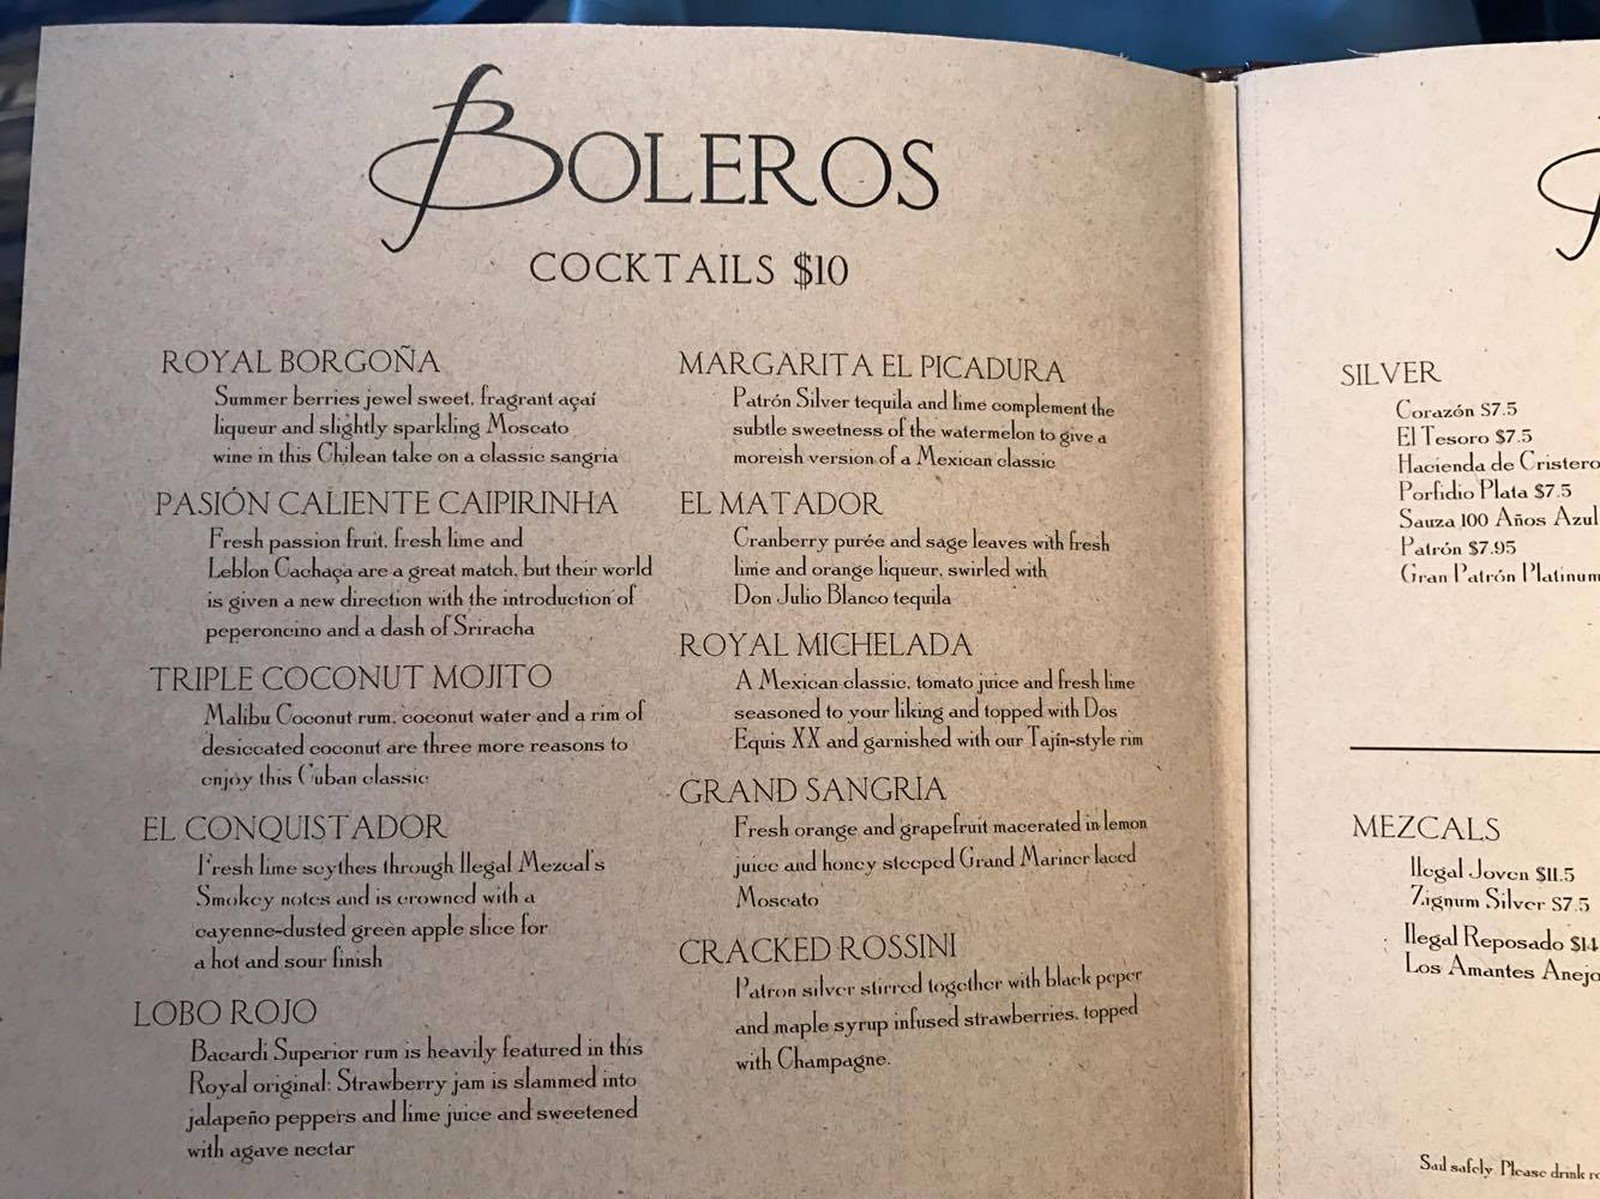 BOLEROS
COCKTAILS $10
ROYAL BORGOÑA
Summer berries jewel sweet, fragrant açaí
liqueur and slightly sparkling Moscato
wine in this Chilean take on a classic sangria
PASIÓN CALIENTE CAIPIRINHA
Fresh passion fruit, fresh lime and
Leblon Cachaça are a great match, but their world
is given a new direction with the introduction of
peperoncino and a dash of Sriracha
TRIPLE COCONUT MOJITO
Malibu Coconut rum, coconut water and a rim of
desiccated coconut are three more reasons to
enjoy this Cuban classic
EL CONQUISTADOR
Fresh lime scythes through Ilegal Mezcal's
Smokey notes and is crowned with a
cayenne-dusted green apple slice for
a hot and sour finish
LOBO ROJO
Bacardi Superior rum is heavily featured in this
Royal original: Strawberry jam is slammed into
jalapeño peppers and lime juice and sweetened
with agave nectar
MARGARITA EL PICADURA
Patrón Silver tequila and lime complement the
subtle sweetness of the watermelon to give a
moreish version of a Mexican classic
EL MATADOR
Cranberry purée and sage leaves with fresh
lime and orange liqueur, swirled with
Don Julio Blanco tequila
ROYAL MICHELADA
A Mexican classic, tomato juice and fresh lime
seasoned to your liking and topped with Dos
Equis XX and garnished with our Tajín-style rim
GRAND SANGRIA
Fresh orange and grapefruit macerated in lemon
juice and honey steeped Grand Mariner laced
Moscato
CRACKED ROSSINI
Patron silver stirred together with black peper
and maple syrup infused strawberries, topped
with Champagne.
SILVER
Corazón $7.5
El Tesoro $7.5
Hacienda de Cristero
Porfidio Plata $7.5
Sauza 100 Años Azul
Patrón $7.95
Gran Patrón Platinum
MEZCALS
Ilegal Joven $11.5
Zignum Silver $7.5
Ilegal Reposado $14
Los Amantes Anejo
Sail safely. Please drink